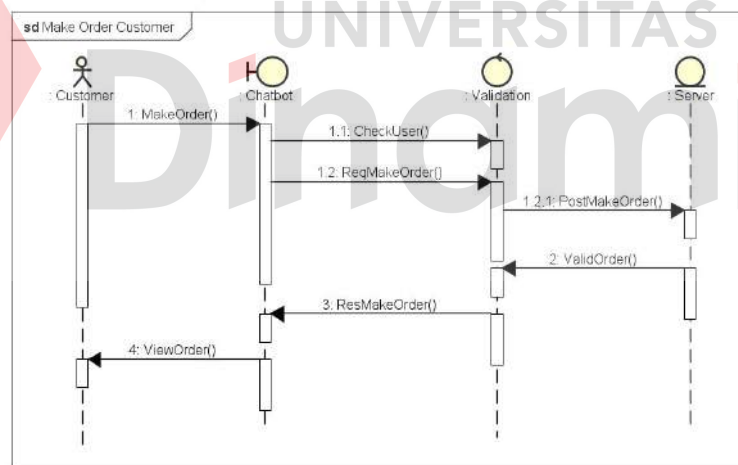 UNIVERSITAS
Dinami
sd Make Order Customer
: Customer
: Chatbot
: Validation
: Server
1: MakeOrder()
1.1: CheckUser()
1.2: ReqMakeOrder()
1.2.1: PostMakeOrder()
2: ValidOrder()
3: ResMakeOrder()
4: ViewOrder()